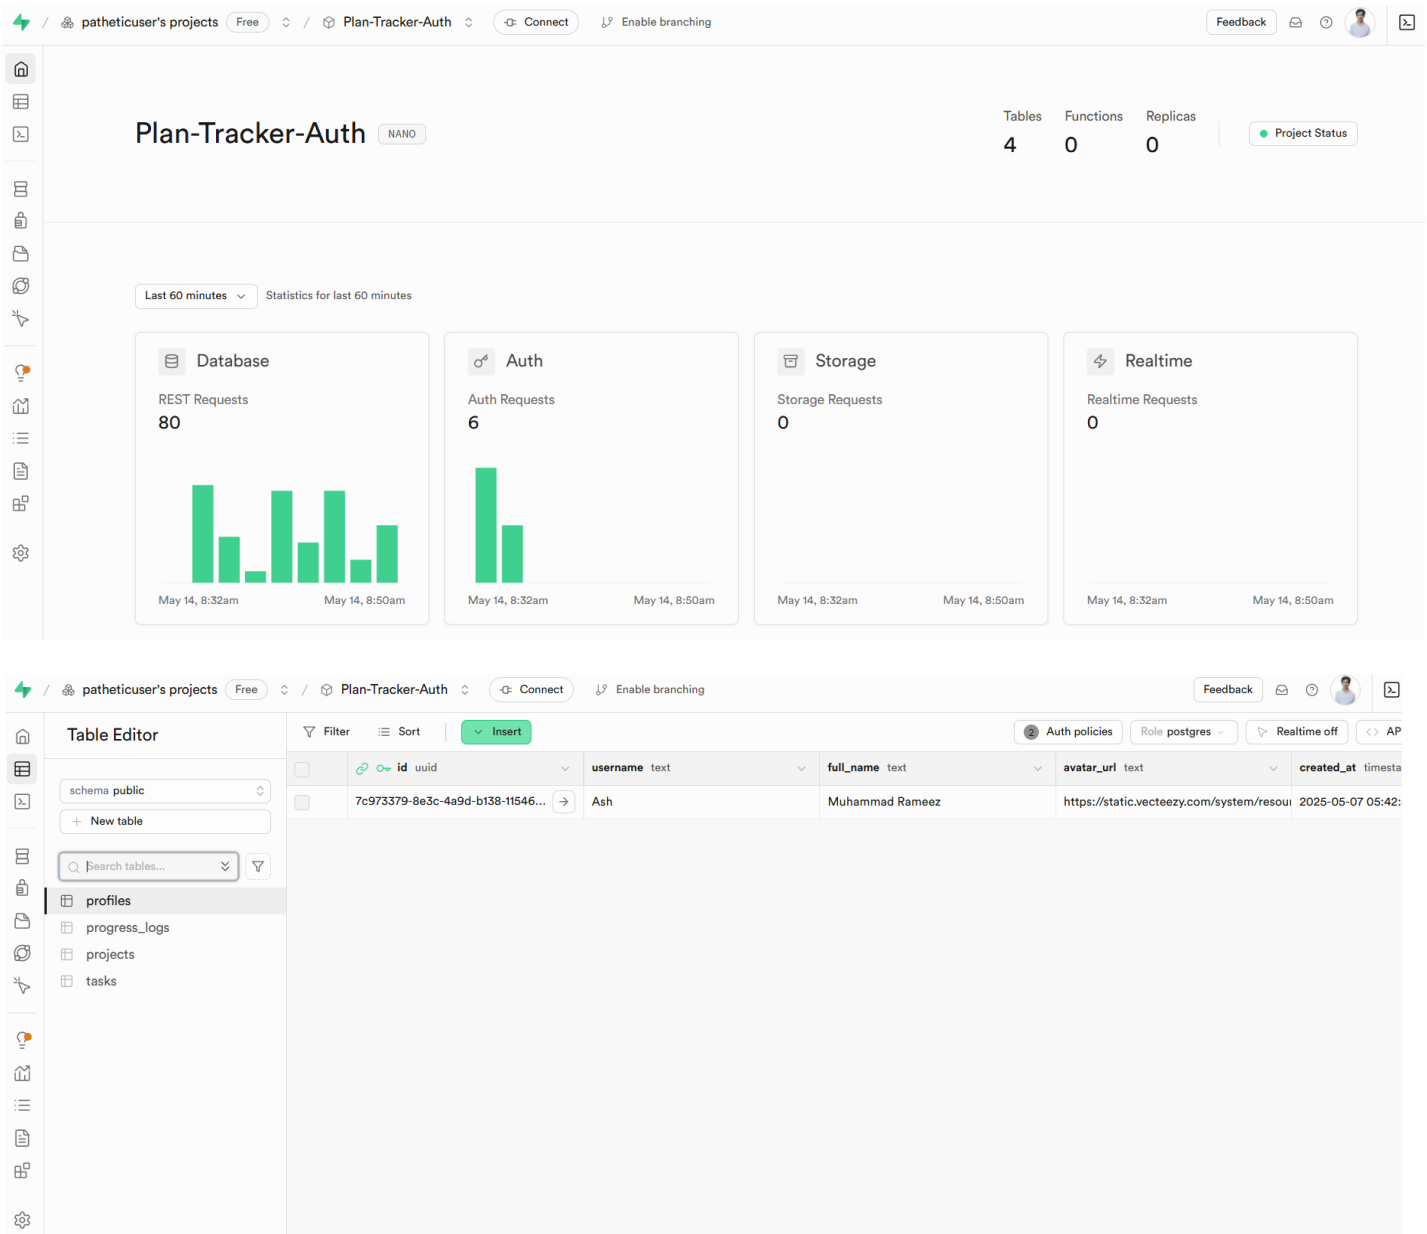 / patheticuser's projects Free / Plan-Tracker-Auth Connect Enable branching Feedback
Plan-Tracker-Auth NANO
Tables Functions Replicas
4 0 0
Project Status
Last 60 minutes Statistics for last 60 minutes
Database
REST Requests
80
May 14, 8:32am May 14, 8:50am
Auth
Auth Requests
6
May 14, 8:32am May 14, 8:50am
Storage
Storage Requests
0
May 14, 8:32am May 14, 8:50am
Realtime
Realtime Requests
0
May 14, 8:32am May 14, 8:50am
/ patheticuser's projects Free / Plan-Tracker-Auth Connect Enable branching Feedback
Table Editor
schema public
New table
Search tables...
profiles
progress_logs
projects
tasks
Filter Sort Insert 2 Auth policies Role postgres Realtime off <> AP
id uuid username text full_name text avatar_url text created_at timesta
7c973379-8e3c-4a9d-b138-11546... Ash Muhammad Rameez https://static.vecteezy.com/system/resou 2025-05-07 05:42: